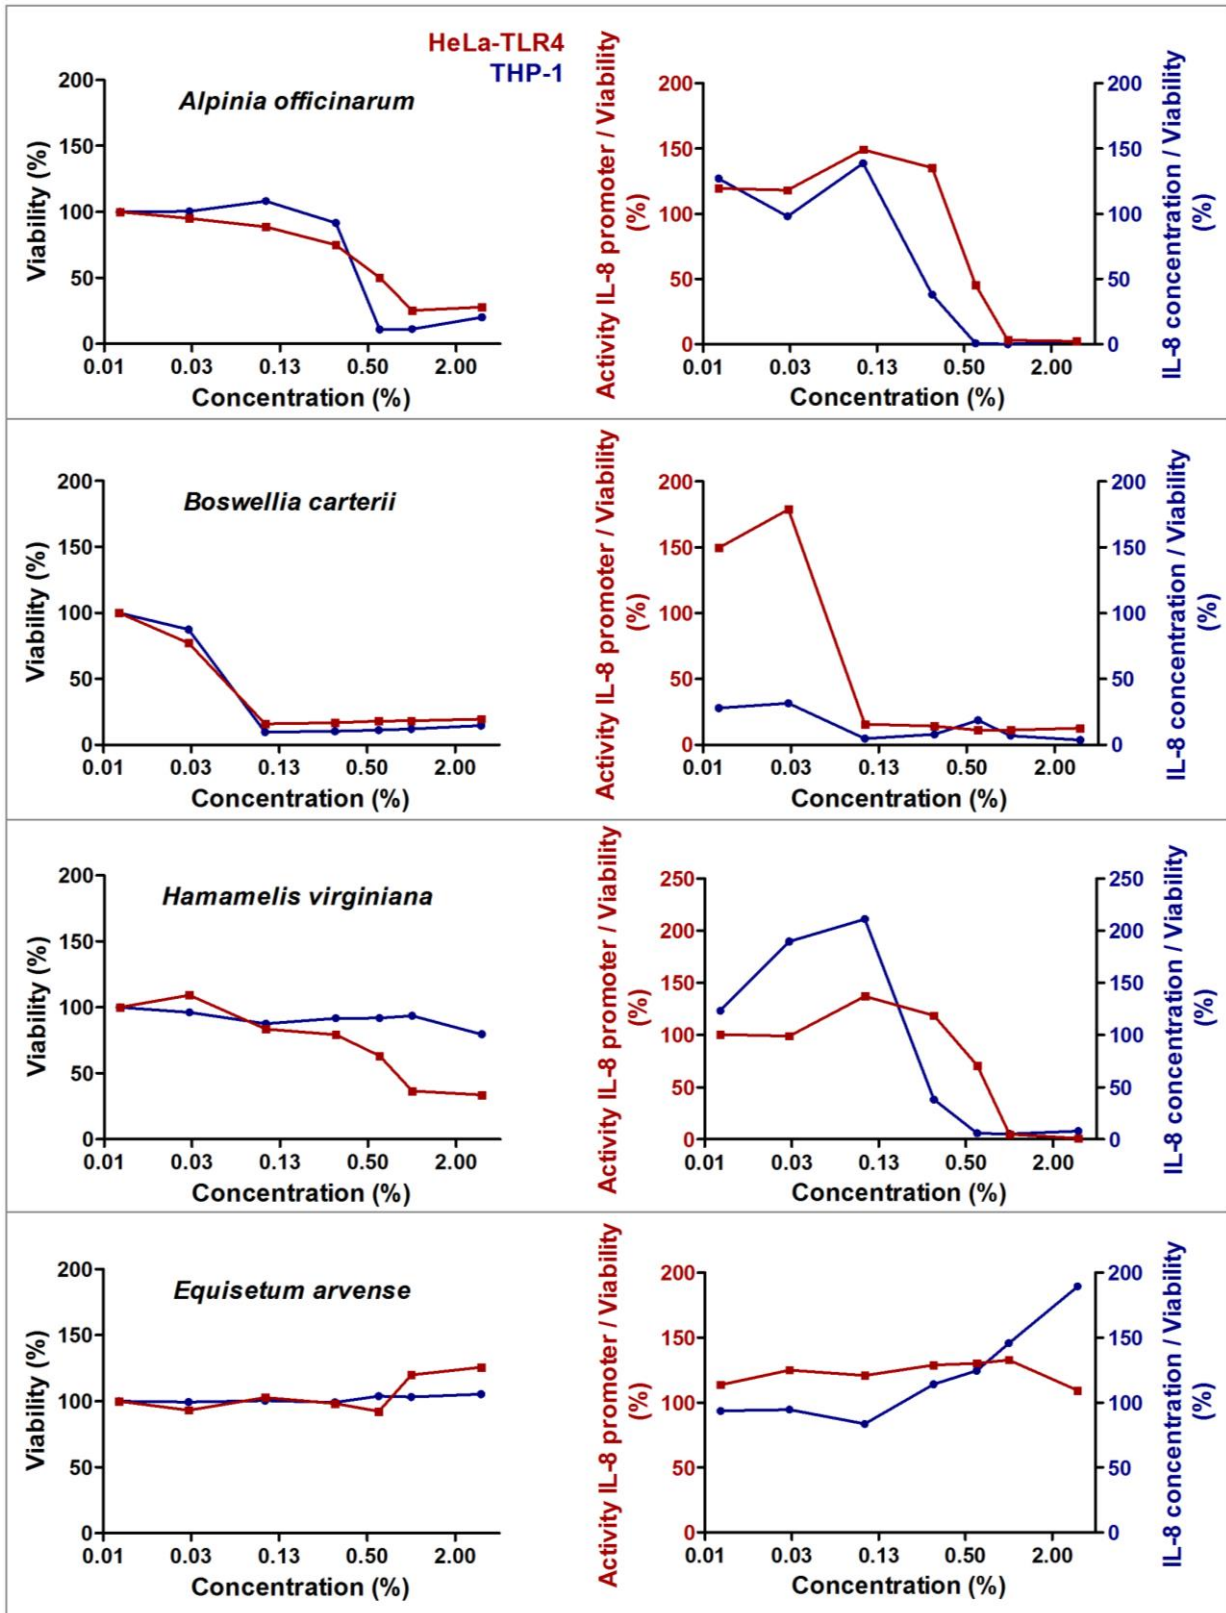 HeLa-TLR4
THP-1
Alpinia officinarum
Viability (%)
200
150
100
50
0
0.01 0.03 0.13 0.50 2.00
Concentration (%)
Activity IL-8 promoter / Viability
(%)
200
150
100
50
0
0.01 0.03 0.13 0.50 2.00
Concentration (%)
200
150
100
50
0
IL-8 concentration / Viability
(%)
Boswellia carterii
Viability (%)
200
150
100
50
0
0.01 0.03 0.13 0.50 2.00
Concentration (%)
Activity IL-8 promoter / Viability
(%)
200
150
100
50
0
0.01 0.03 0.13 0.50 2.00
Concentration (%)
200
150
100
50
0
IL-8 concentration / Viability
(%)
Hamamelis virginiana
Viability (%)
200
150
100
50
0
0.01 0.03 0.13 0.50 2.00
Concentration (%)
Activity IL-8 promoter / Viability
(%)
250
200
150
100
50
0
0.01 0.03 0.13 0.50 2.00
Concentration (%)
250
200
150
100
50
0
IL-8 concentration / Viability
(%)
Equisetum arvense
Viability (%)
200
150
100
50
0
0.01 0.03 0.13 0.50 2.00
Concentration (%)
Activity IL-8 promoter / Viability
(%)
200
150
100
50
0
0.01 0.03 0.13 0.50 2.00
Concentration (%)
200
150
100
50
0
IL-8 concentration / Viability
(%)